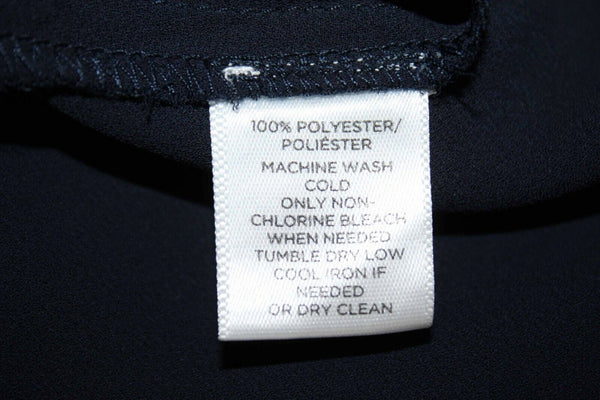 100% POLYESTER/
POLIÉSTER
MACHINE WASH
COLD
ONLY NON-
CHLORINE BLEACH
WHEN NEEDED
TUMBLE DRY LOW
COOL IRON IF
NEEDED
OR DRY CLEAN